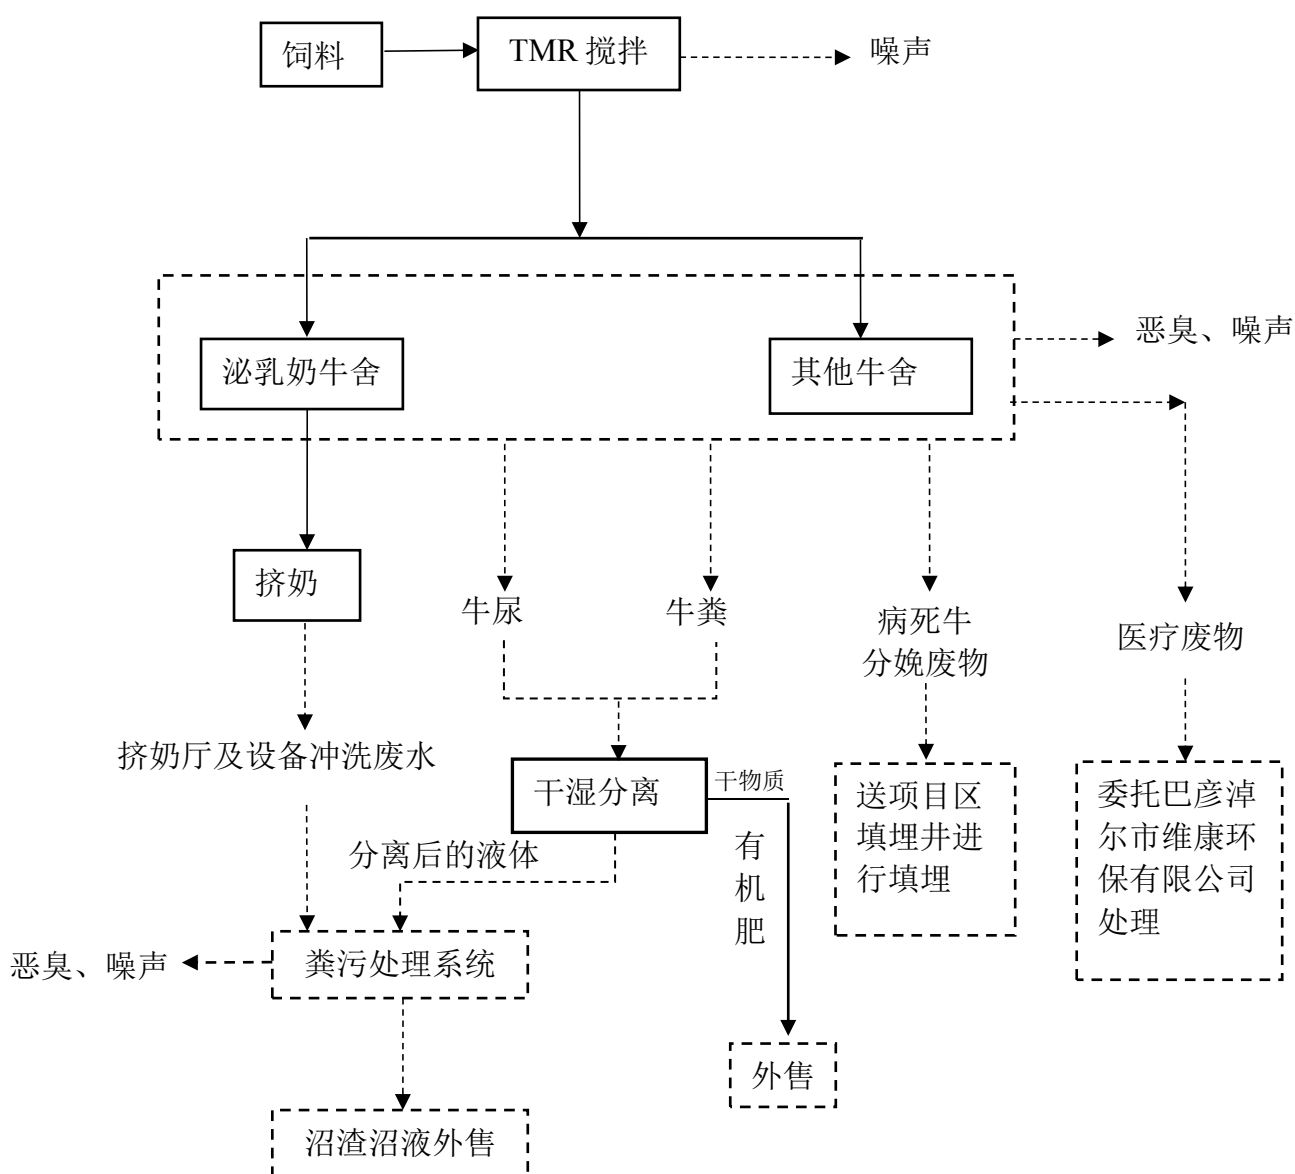 饲料
TMR 搅拌
噪声
恶臭、噪声
泌乳奶牛舍
其他牛舍
挤奶
牛尿
牛粪
病死牛
分娩废物
医疗废物
挤奶厅及设备冲洗废水
干湿分离
干物质
送项目区
填埋井进
行填埋
委托巴彦淖
尔市维康环
保有限公司
处理
分离后的液体
有
机
肥
恶臭、噪声
粪污处理系统
外售
沼渣沼液外售